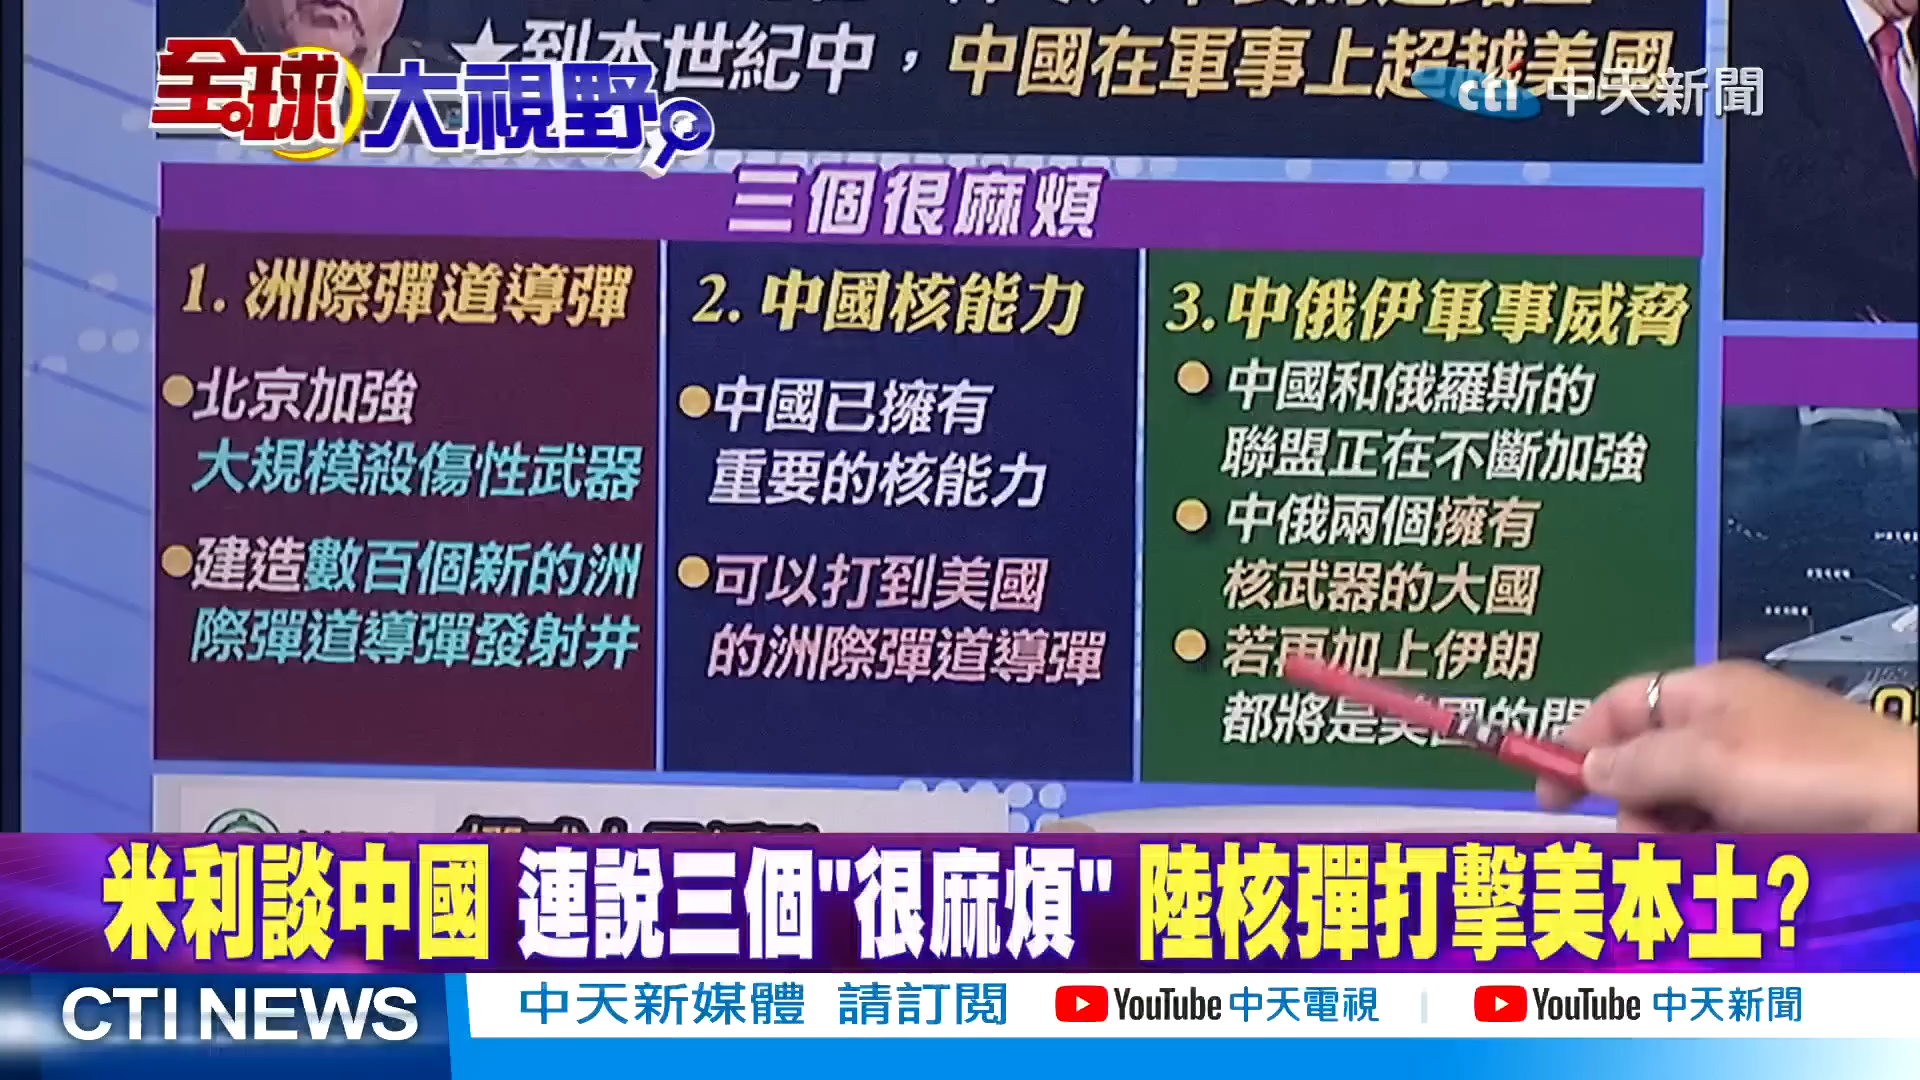 ★到本世紀中，中國在軍事上超越美國
全球大視野
cti 中天新聞
三個很麻煩
1. 洲際彈道導彈
北京加強
大規模殺傷性武器
建造數百個新的洲
際彈道導彈發射井
2. 中國核能力
中國已擁有
重要的核能力
可以打到美國
的洲際彈道導彈
3. 中俄伊軍事威脅
中國和俄羅斯的
聯盟正在不斷加強
中俄兩個擁有
核武器的大國
若再加上伊朗
都將是美國的問
米利談中國 連說三個"很麻煩" 陸核彈打擊美本土?
CTI NEWS
中天新媒體 請訂閱 YouTube 中天電視 | YouTube 中天新聞